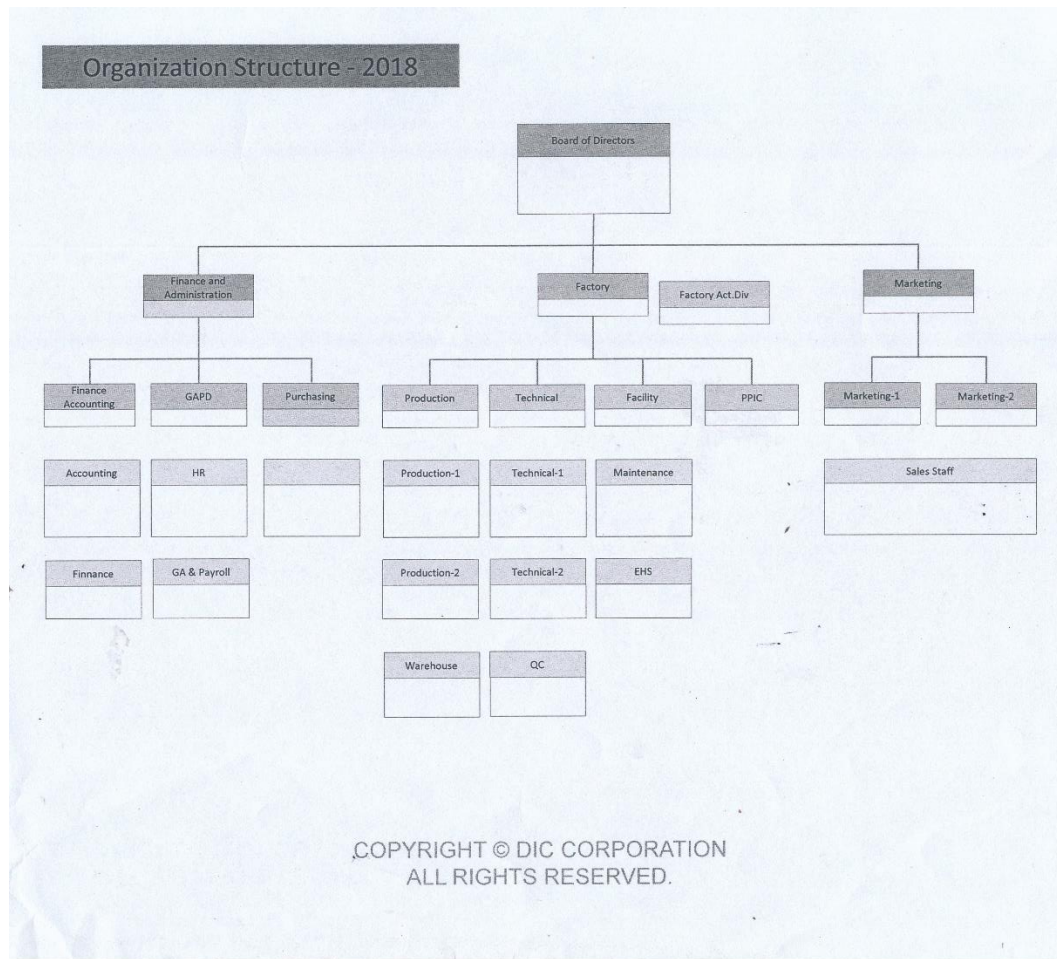 Organization Structure - 2018
Board of Directors
Finance and
Administration
Factory
Factory Act.Div
Marketing
Finance
Accounting
GAPD
Purchasing
Production
Technical
Facility
PPIC
Marketing-1
Marketing-2
Accounting
HR
Production-1
Technical-1
Maintenance
Sales Staff
Finnance
GA & Payroll
Production-2
Technical-2
EHS
Warehouse
QC
COPYRIGHT © DIC CORPORATION
ALL RIGHTS RESERVED.